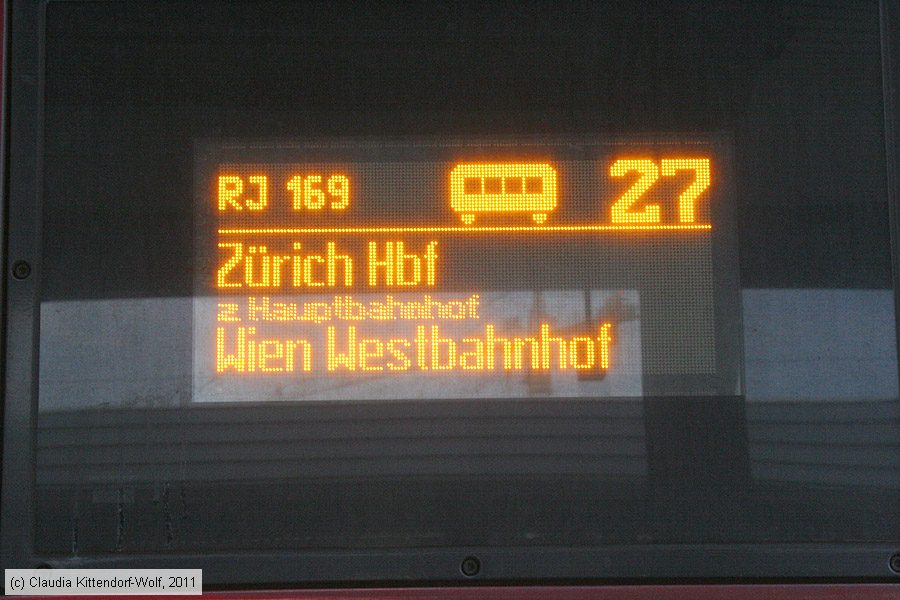 RJ 169 27
Zürich Hbf
Hauptbahnhof
Wien Westbahnhof
(c) Claudia Kittendorf-Wolf, 2011